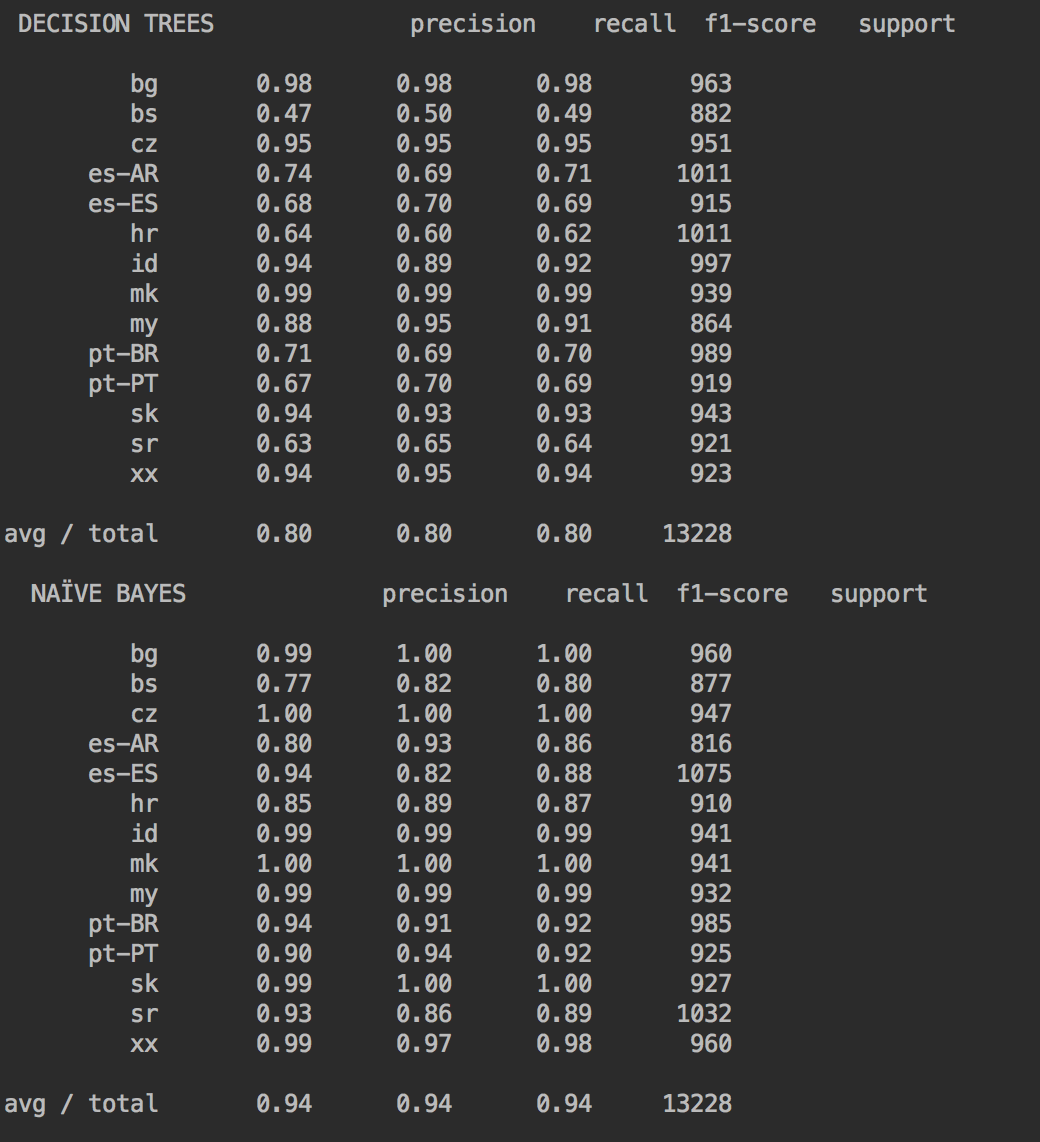 DECISION TREES precision recall f1-score support
bg 0.98 0.98 0.98 963
bs 0.47 0.50 0.49 882
cz 0.95 0.95 0.95 951
es-AR 0.74 0.69 0.71 1011
es-ES 0.68 0.70 0.69 915
hr 0.64 0.60 0.62 1011
id 0.94 0.89 0.92 997
mk 0.99 0.99 0.99 939
my 0.88 0.95 0.91 864
pt-BR 0.71 0.69 0.70 989
pt-PT 0.67 0.70 0.69 919
sk 0.94 0.93 0.93 943
sr 0.63 0.65 0.64 921
xx 0.94 0.95 0.94 923
avg / total 0.80 0.80 0.80 13228
NAÏVE BAYES precision recall f1-score support
bg 0.99 1.00 1.00 960
bs 0.77 0.82 0.80 877
cz 1.00 1.00 1.00 947
es-AR 0.80 0.93 0.86 816
es-ES 0.94 0.82 0.88 1075
hr 0.85 0.89 0.87 910
id 0.99 0.99 0.99 941
mk 1.00 1.00 1.00 941
my 0.99 0.99 0.99 932
pt-BR 0.94 0.91 0.92 985
pt-PT 0.90 0.94 0.92 925
sk 0.99 1.00 1.00 927
sr 0.93 0.86 0.89 1032
xx 0.99 0.97 0.98 960
avg / total 0.94 0.94 0.94 13228